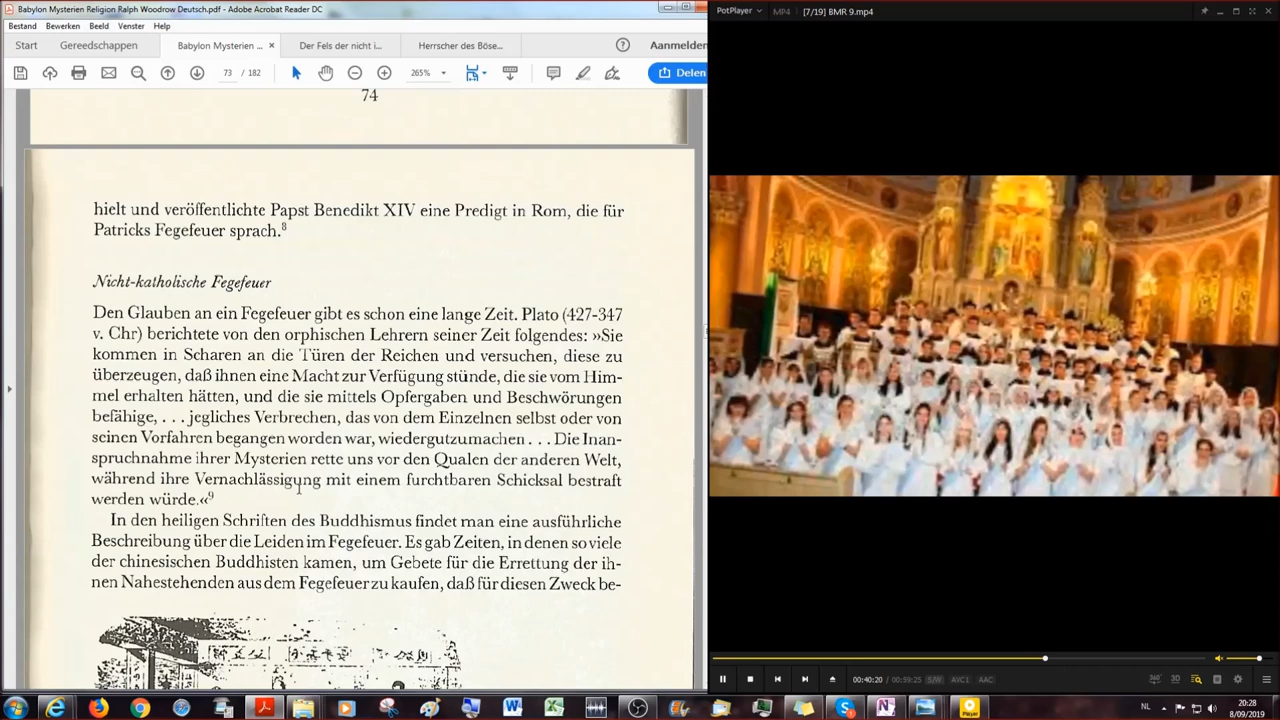 Babylon Mysterien Religion Ralph Woodrow Deutsch.pdf - Adobe Acrobat Reader DC
Bestand Bewerken Beeld Venster Help
Start Gereedschappen Babylon Mysterien ... × Der Fels der nicht i... Herrscher des Böse... Aanmelden
73 / 182 265% Delen
74
hielt und veröffentlichte Papst Benedikt XIV eine Predigt in Rom, die für
Patricks Fegefeuer sprach.⁸
Nicht-katholische Fegefeuer
Den Glauben an ein Fegefeuer gibt es schon eine lange Zeit. Plato (427-347
v. Chr) berichtete von den orphischen Lehrern seiner Zeit folgendes: »Sie
kommen in Scharen an die Türen der Reichen und versuchen, diese zu
überzeugen, daß ihnen eine Macht zur Verfügung stünde, die sie vom Him-
mel erhalten hätten, und die sie mittels Opfergaben und Beschwörungen
befähige, . . . jegliches Verbrechen, das von dem Einzelnen selbst oder von
seinen Vorfahren begangen worden war, wiedergutzumachen . . . Die Inan-
spruchnahme ihrer Mysterien rette uns vor den Qualen der anderen Welt,
während ihre Vernachlässigung mit einem furchtbaren Schicksal bestraft
werden würde.«⁹
In den heiligen Schriften des Buddhismus findet man eine ausführliche
Beschreibung über die Leiden im Fegefeuer. Es gab Zeiten, in denen so viele
der chinesischen Buddhisten kamen, um Gebete für die Errettung der ih-
nen Nahestehenden aus dem Fegefeuer zu kaufen, daß für diesen Zweck be-
PotPlayer MP4 [7/19] BMR 9.mp4
00:40:20 / 00:59:25 S/W AVC1 AAC
360° 3D
NL 20:28
8/09/2019